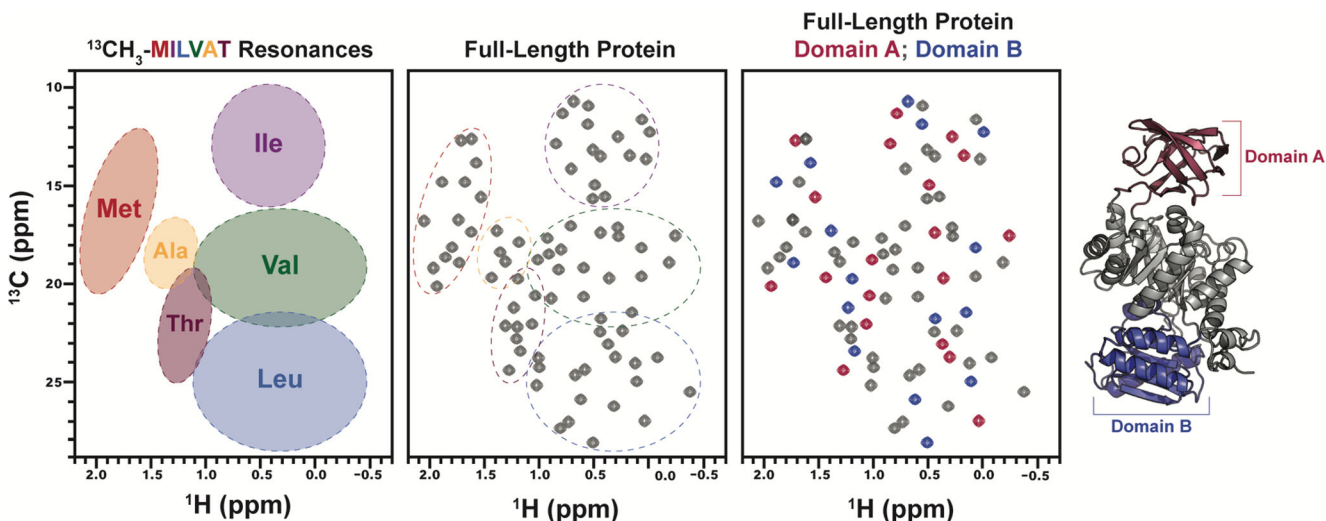 ¹³CH₃-MILVAT Resonances
Full-Length Protein
Full-Length Protein
Domain A; Domain B
¹³C (ppm)
10
15
20
25
Met
Ile
Ala
Val
Thr
Leu
2.0 1.5 1.0 0.5 0.0 -0.5
¹H (ppm)
2.0 1.5 1.0 0.5 0.0 -0.5
¹H (ppm)
2.0 1.5 1.0 0.5 .0.0 -0.5
¹H (ppm)
Domain A
Domain B